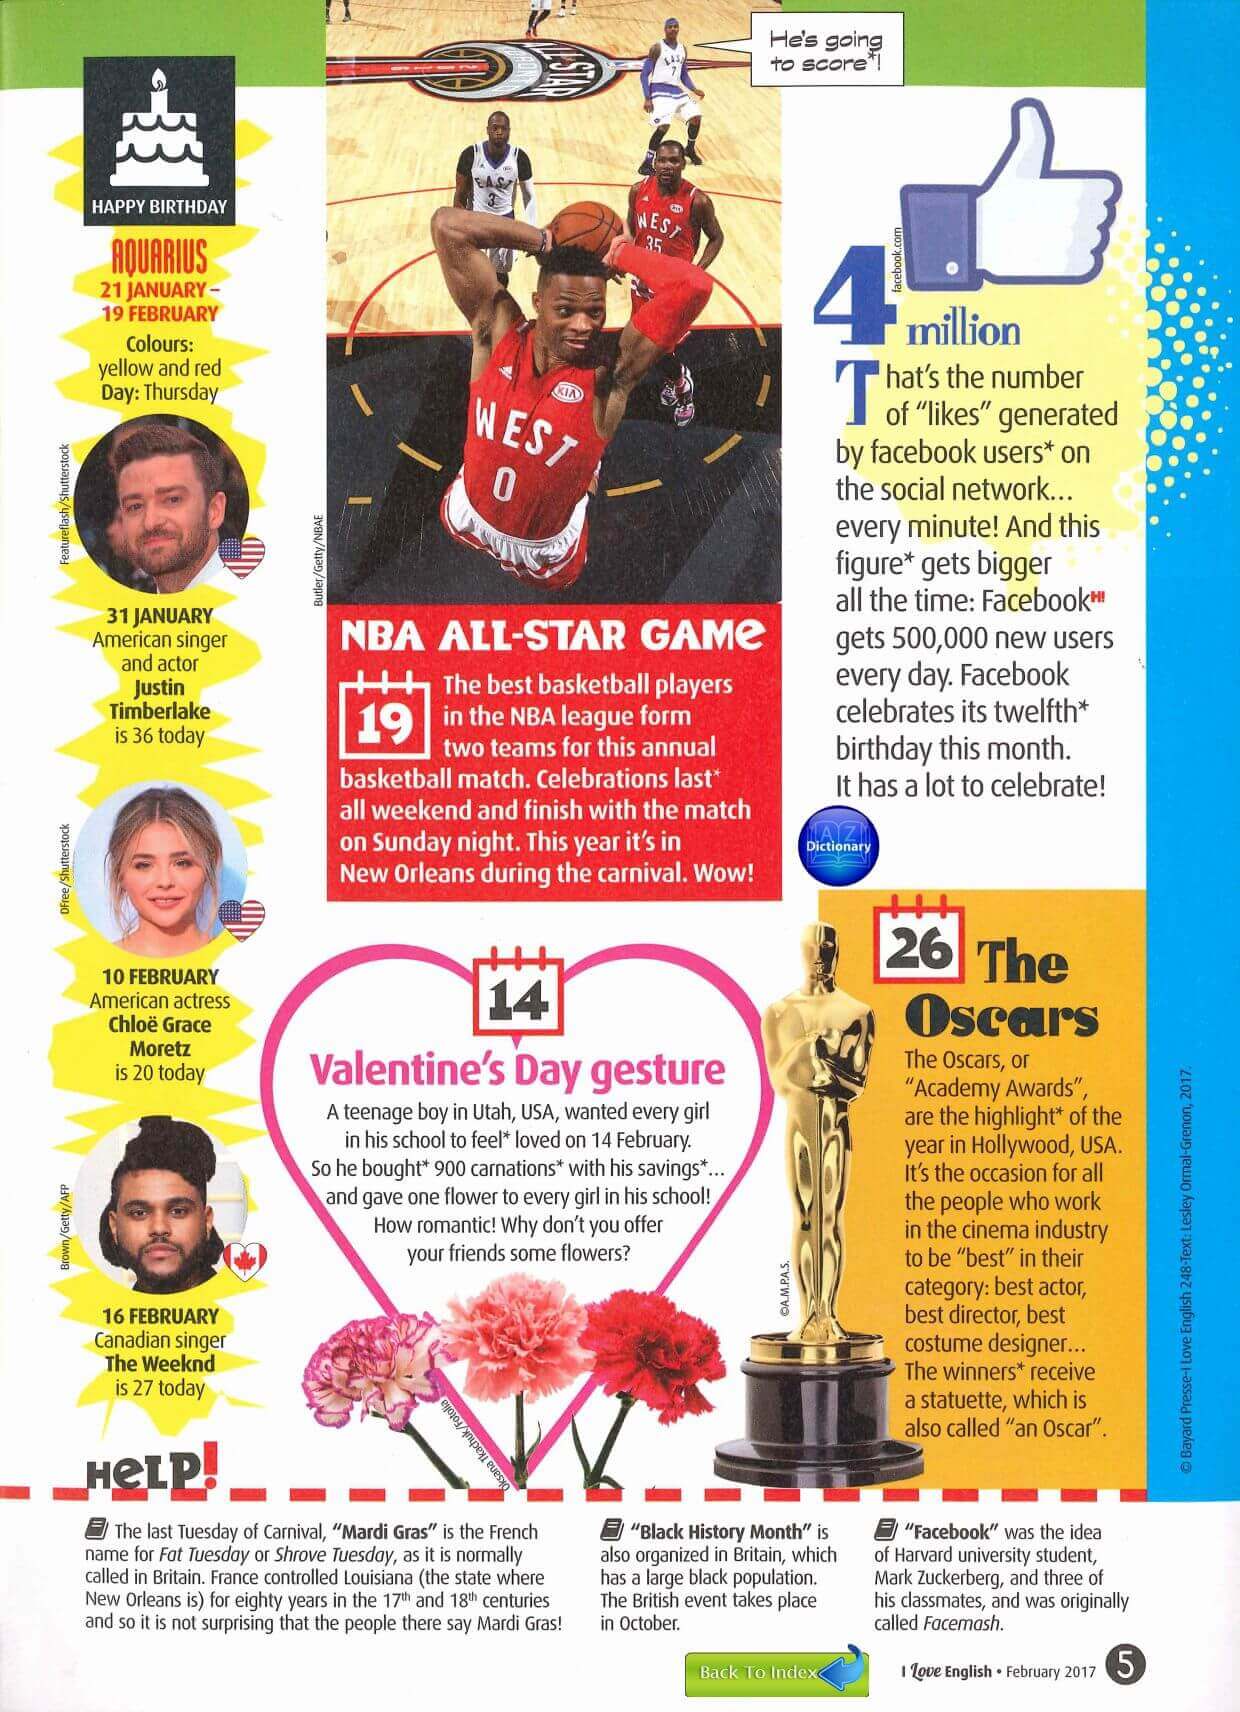 He's going
to score*!
HAPPY BIRTHDAY
AQUARIUS
21 JANUARY –
19 FEBRUARY
Colours:
yellow and red
Day: Thursday
Featureflash/Shutterstock
31 JANUARY
American singer
and actor
Justin
Timberlake
is 36 today
DFree/Shutterstock
10 FEBRUARY
American actress
Chloë Grace
Moretz
is 20 today
Brown/Getty/AFP
16 FEBRUARY
Canadian singer
The Weeknd
is 27 today
ALL-STAR
EAST
7
EAST
3
WEST
35
KIA
WEST
0
Butler/Getty/NBAE
NBA ALL-STAR GAME
19
The best basketball players
in the NBA league form
two teams for this annual
basketball match. Celebrations last*
all weekend and finish with the match
on Sunday night. This year it's in
New Orleans during the carnival. Wow!
facebook.com
4 million
That's the number
of “likes” generated
by facebook users* on
the social network...
every minute! And this
figure* gets bigger
all the time: FacebookH!
gets 500,000 new users
every day. Facebook
celebrates its twelfth*
birthday this month.
It has a lot to celebrate!
A Z
Dictionary
14
Valentine's Day gesture
A teenage boy in Utah, USA, wanted every girl
in his school to feel* loved on 14 February.
So he bought* 900 carnations* with his savings*...
and gave one flower to every girl in his school!
How romantic! Why don't you offer
your friends some flowers?
Oksana Tkachuk/Fotolia
26
The
Oscars
The Oscars, or
“Academy Awards”,
are the highlight* of the
year in Hollywood, USA.
It's the occasion for all
the people who work
in the cinema industry
to be “best” in their
category: best actor,
best director, best
costume designer...
The winners* receive
a statuette, which is
also called “an Oscar”.
©A.M.P.A.S.
© Bayard Presse-I Love English 248-Text: Lesley Ormal-Grenon, 2017.
HELP!
The last Tuesday of Carnival, “Mardi Gras” is the French
name for Fat Tuesday or Shrove Tuesday, as it is normally
called in Britain. France controlled Louisiana (the state where
New Orleans is) for eighty years in the 17th and 18th centuries
and so it is not surprising that the people there say Mardi Gras!
“Black History Month” is
also organized in Britain, which
has a large black population.
The British event takes place
in October.
“Facebook” was the idea
of Harvard university student,
Mark Zuckerberg, and three of
his classmates, and was originally
called Facemash.
Back To Index
I Love English • February 2017 5